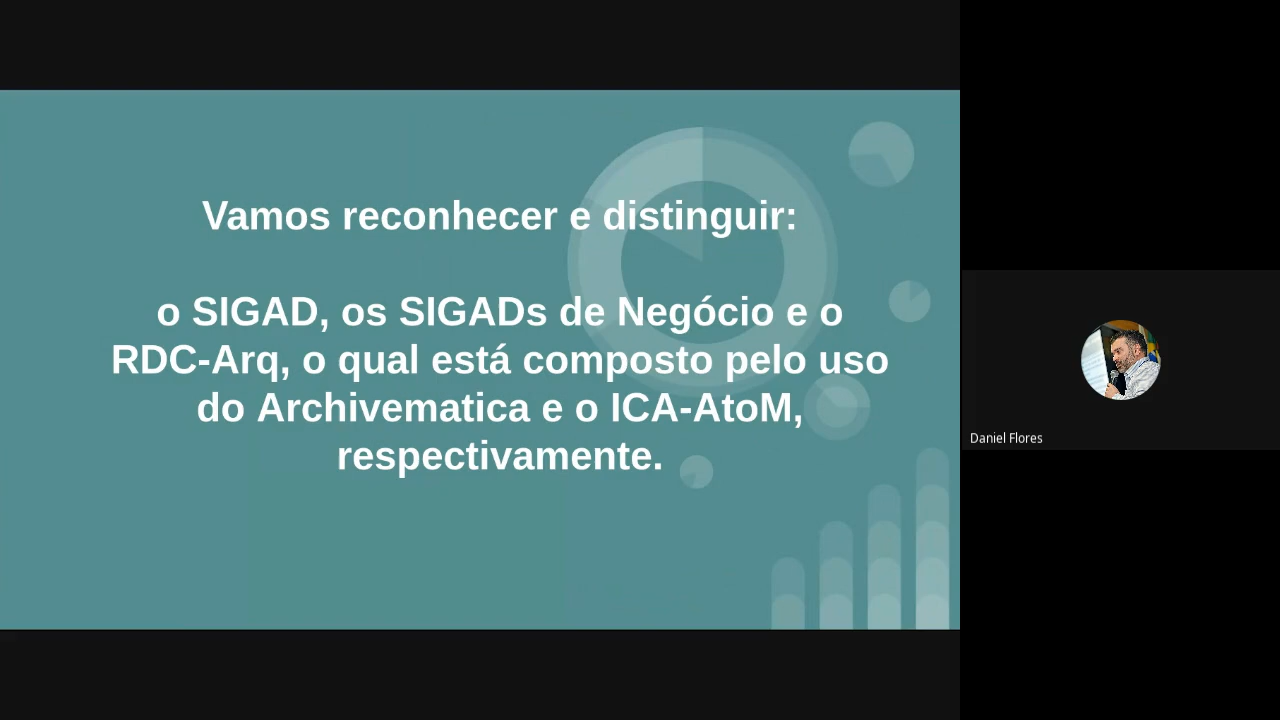 Vamos reconhecer e distinguir:
o SIGAD, os SIGADs de Negócio e o
RDC-Arq, o qual está composto pelo uso
do Archivematica e o ICA-AtoM,
respectivamente.
Daniel Flores